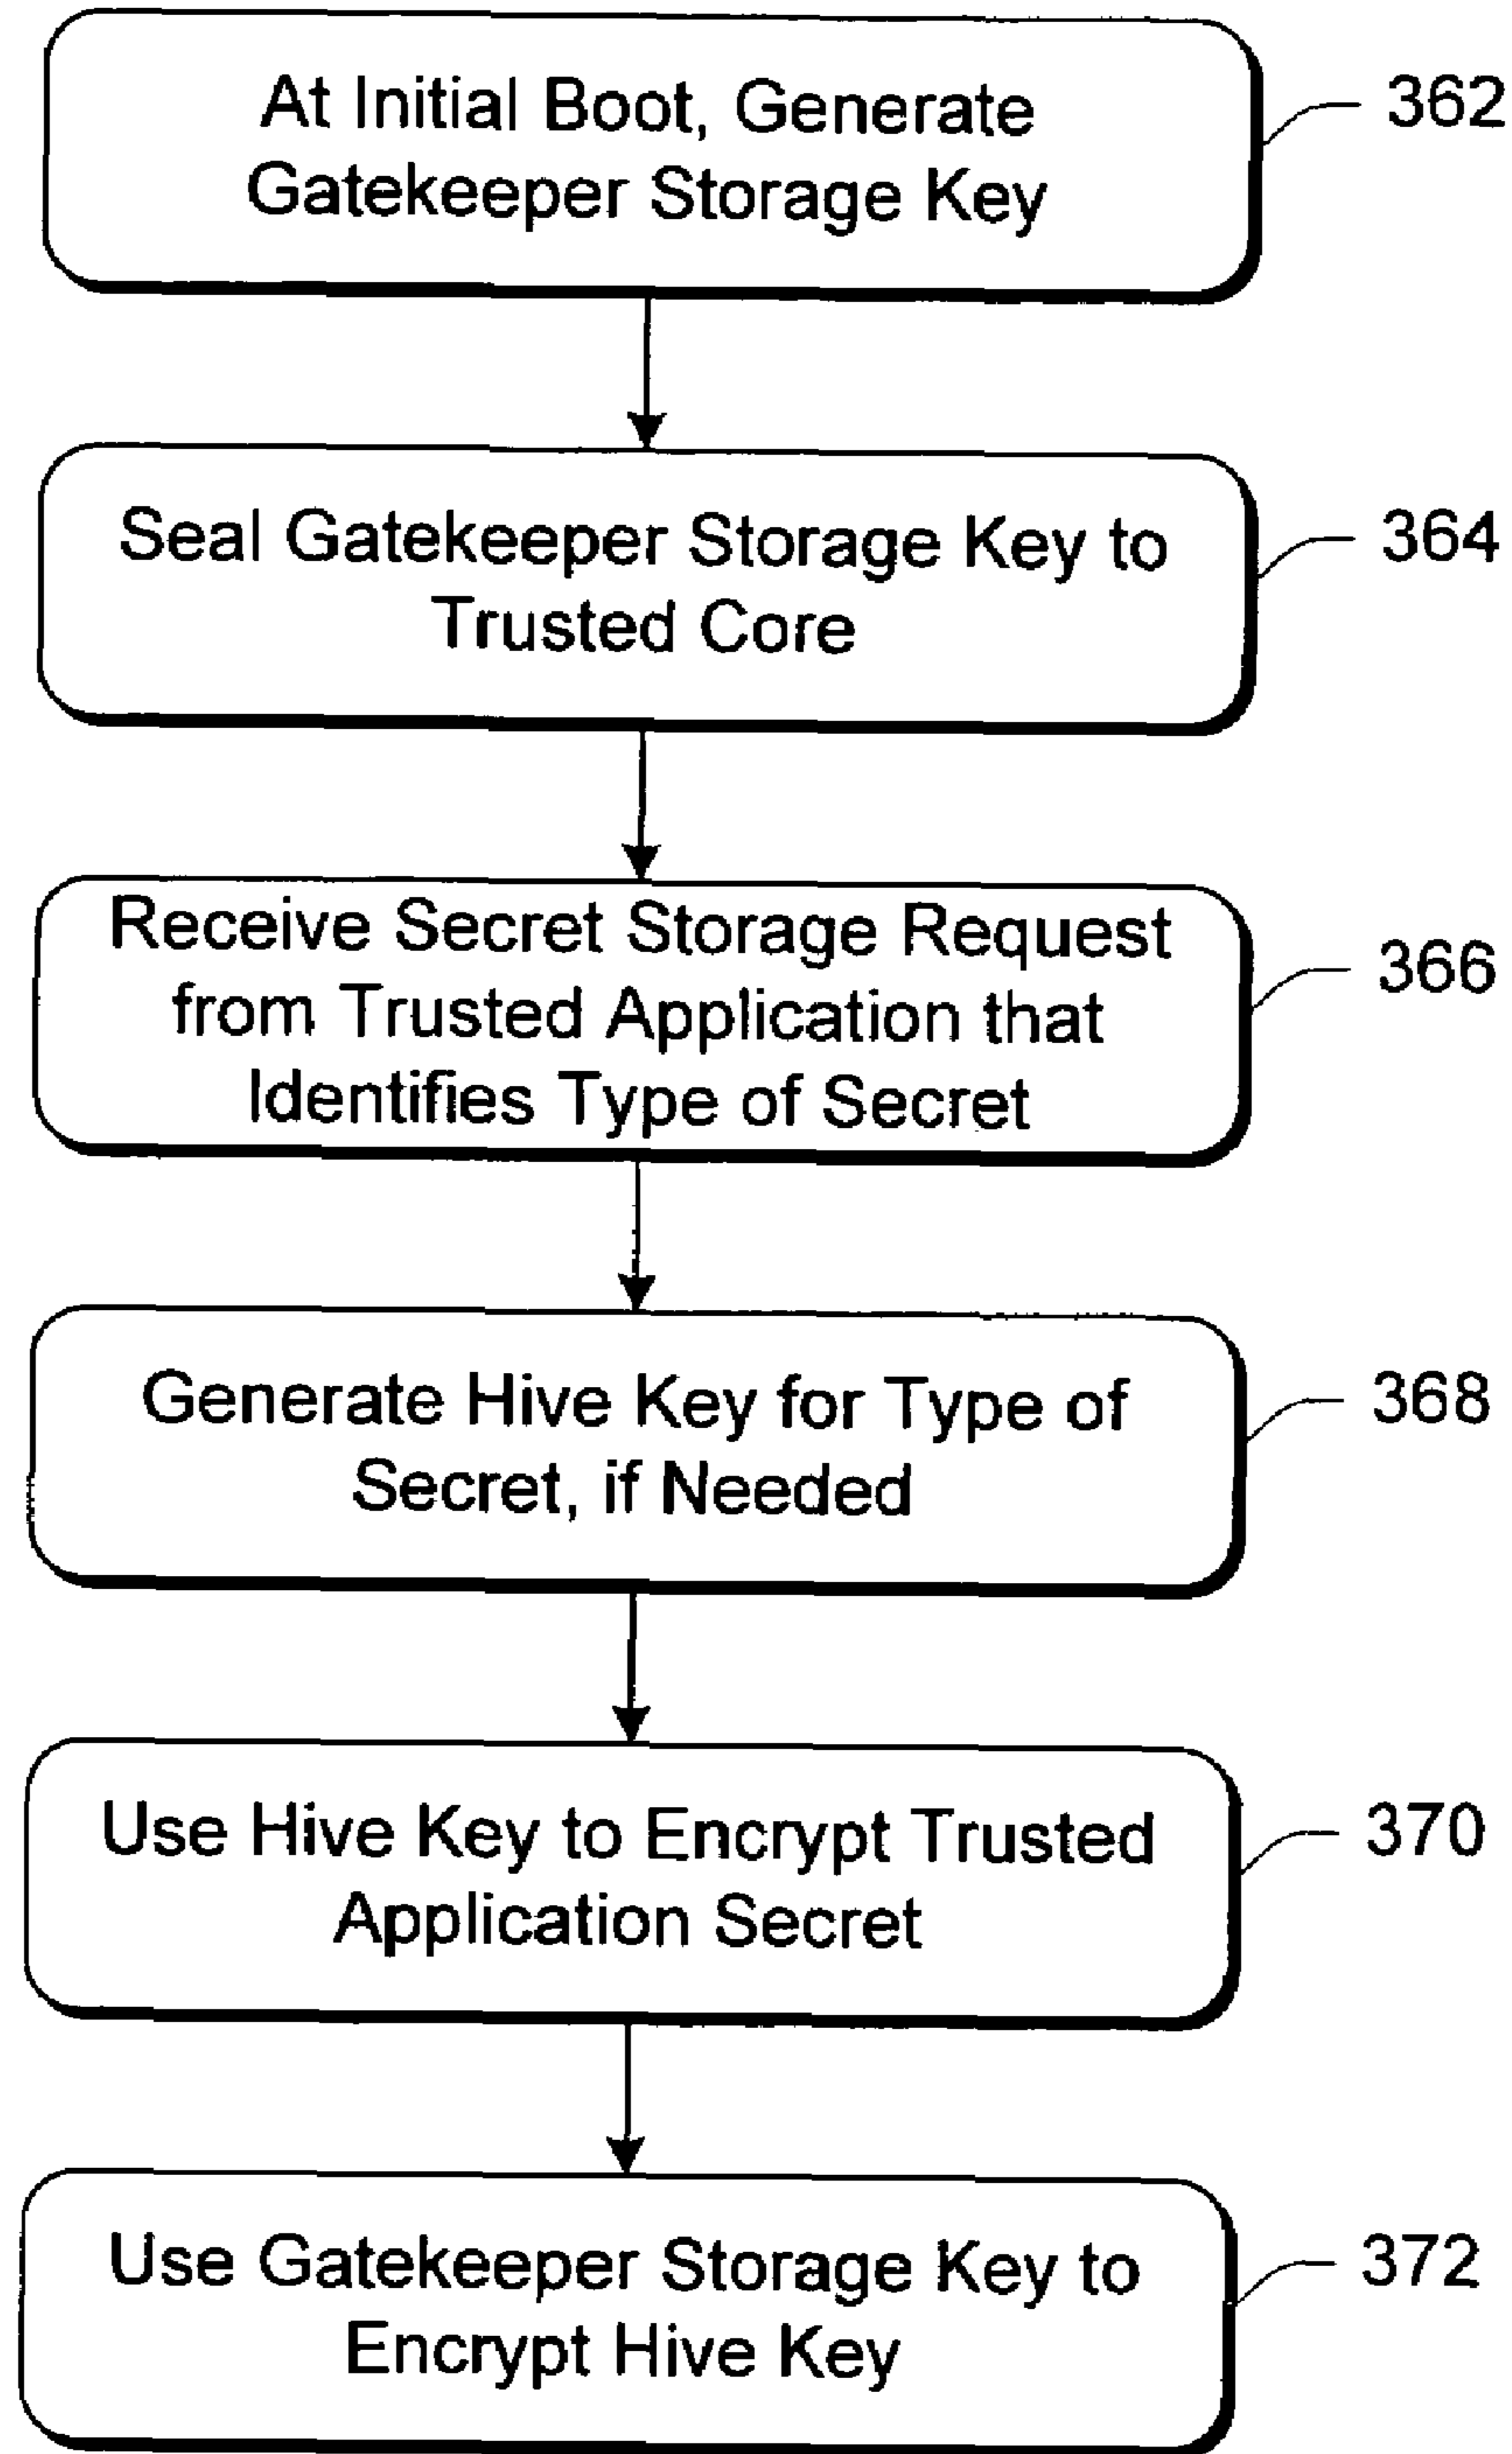 At Initial Boot, Generate
Gatekeeper Storage Key
362
Seal Gatekeeper Storage Key to
Trusted Core
364
Receive Secret Storage Request
from Trusted Application that
Identifies Type of Secret
366
Generate Hive Key for Type of
Secret, if Needed
368
Use Hive Key to Encrypt Trusted
Application Secret
370
Use Gatekeeper Storage Key to
Encrypt Hive Key
372